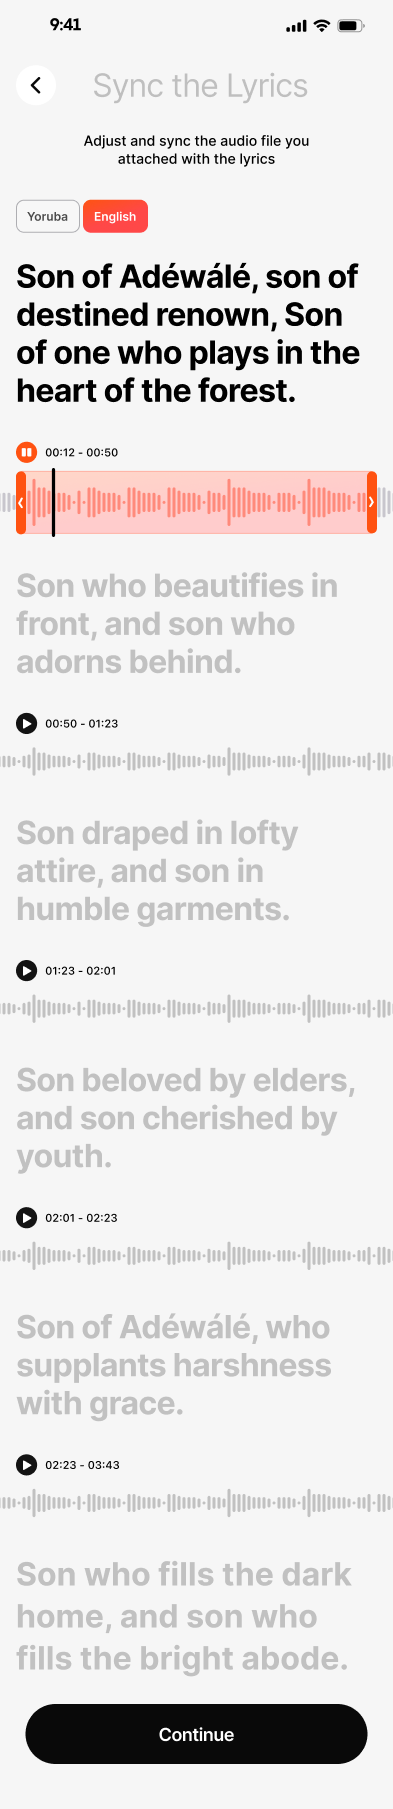 9:41
Sync the Lyrics
Adjust and sync the audio file you
attached with the lyrics
Yoruba English
Son of Adéwálé, son of
destined renown, Son
of one who plays in the
heart of the forest.
00:12 - 00:50
Son who beautifies in
front, and son who
adorns behind.
00:50 - 01:23
Son draped in lofty
attire, and son in
humble garments.
01:23 - 02:01
Son beloved by elders,
and son cherished by
youth.
02:01 - 02:23
Son of Adéwálé, who
supplants harshness
with grace.
02:23 - 03:43
Son who fills the dark
home, and son who
fills the bright abode.
Continue